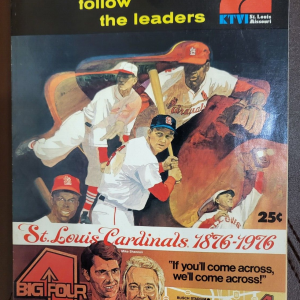 follow
the leaders
KTVI St. Louis
Missouri
Cardinals
25¢
St. Louis Cardinals 1876-1976
"If you'll come across,
we'll come across!"
BIG FOUR